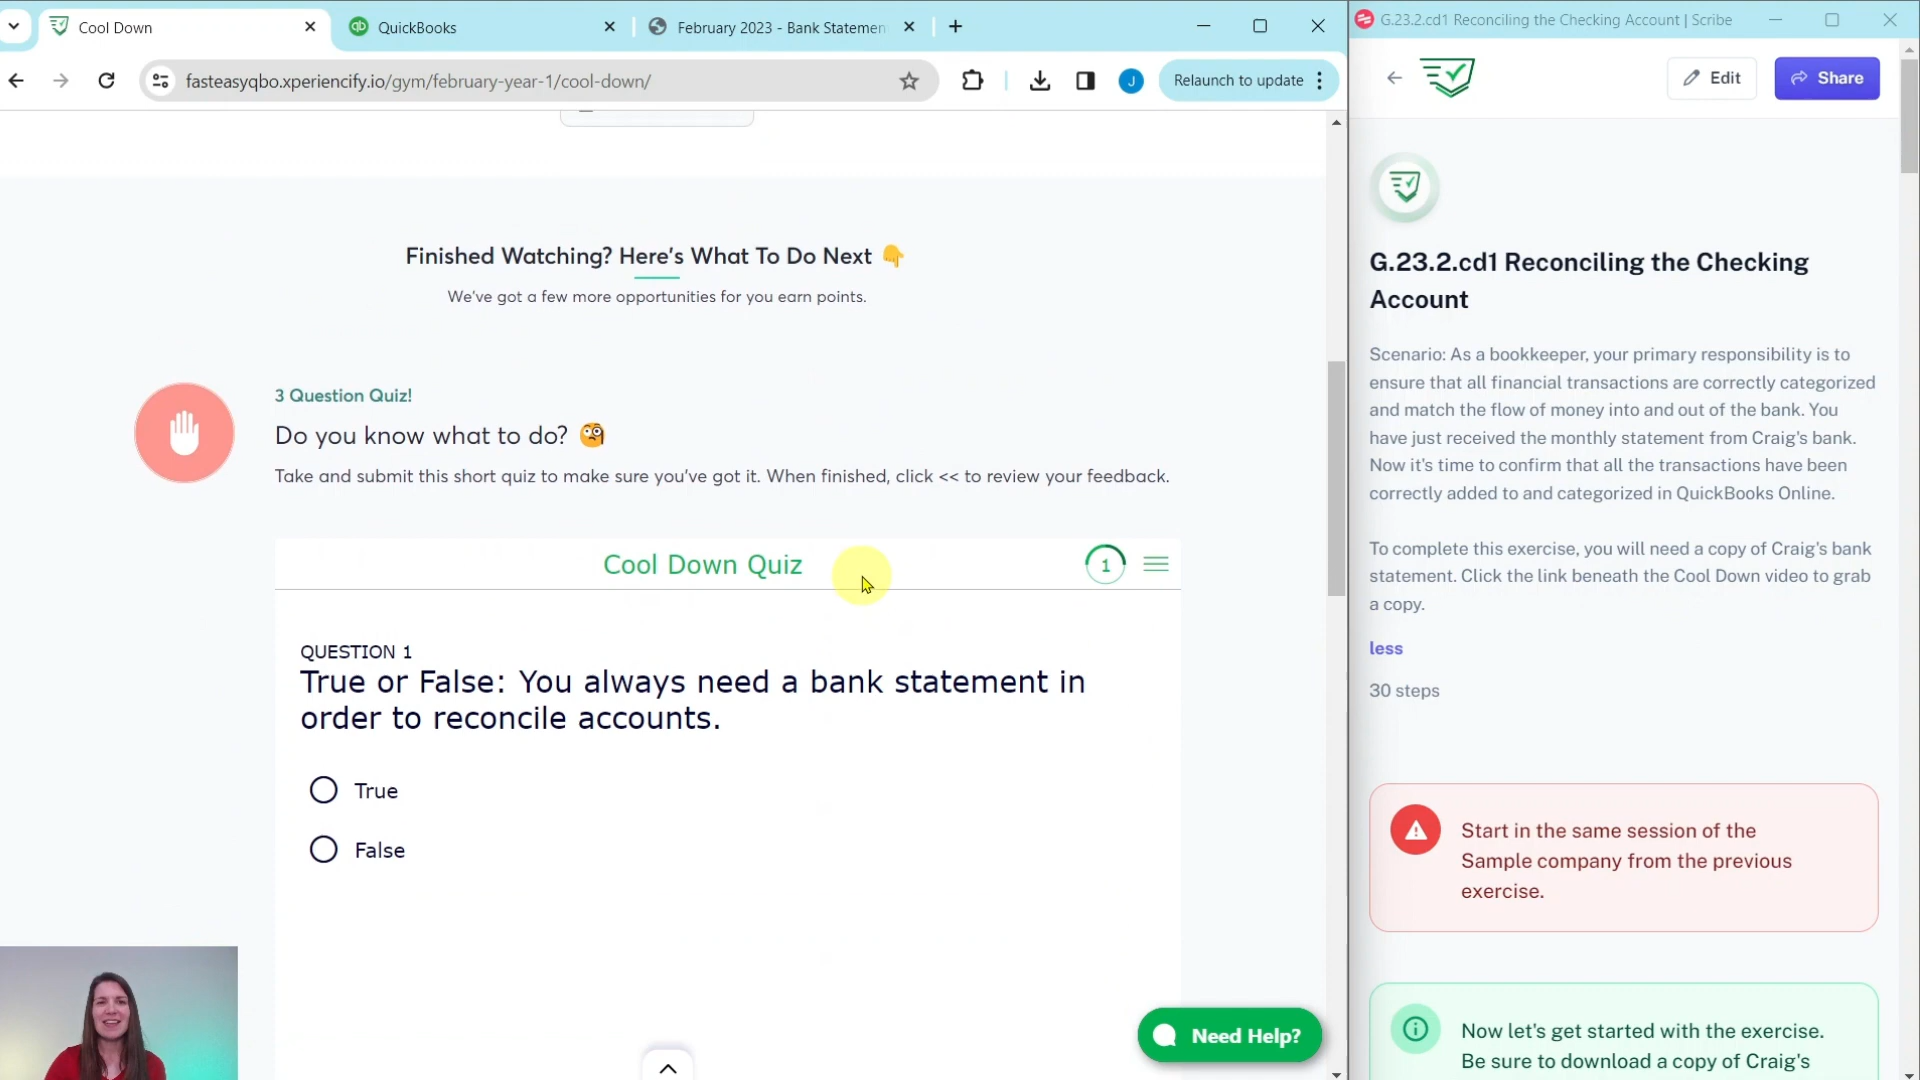 Cool Down
QuickBooks
February 2023 - Bank Statemen
G.23.2.cd1 Reconciling the Checking Account | Scribe
fasteasyqbo.xperiencify.io/gym/february-year-1/cool-down/
J
Relaunch to update
Edit
Share
Finished Watching? Here's What To Do Next 👇
We've got a few more opportunities for you earn points.
3 Question Quiz!
Do you know what to do? 🧐
Take and submit this short quiz to make sure you've got it. When finished, click << to review your feedback.
Cool Down Quiz
1
QUESTION 1
True or False: You always need a bank statement in
order to reconcile accounts.
True
False
Need Help?
G.23.2.cd1 Reconciling the Checking
Account
Scenario: As a bookkeeper, your primary responsibility is to
ensure that all financial transactions are correctly categorized
and match the flow of money into and out of the bank. You
have just received the monthly statement from Craig's bank.
Now it's time to confirm that all the transactions have been
correctly added to and categorized in QuickBooks Online.
To complete this exercise, you will need a copy of Craig's bank
statement. Click the link beneath the Cool Down video to grab
a copy.
less
30 steps
Start in the same session of the
Sample company from the previous
exercise.
Now let's get started with the exercise.
Be sure to download a copy of Craig's